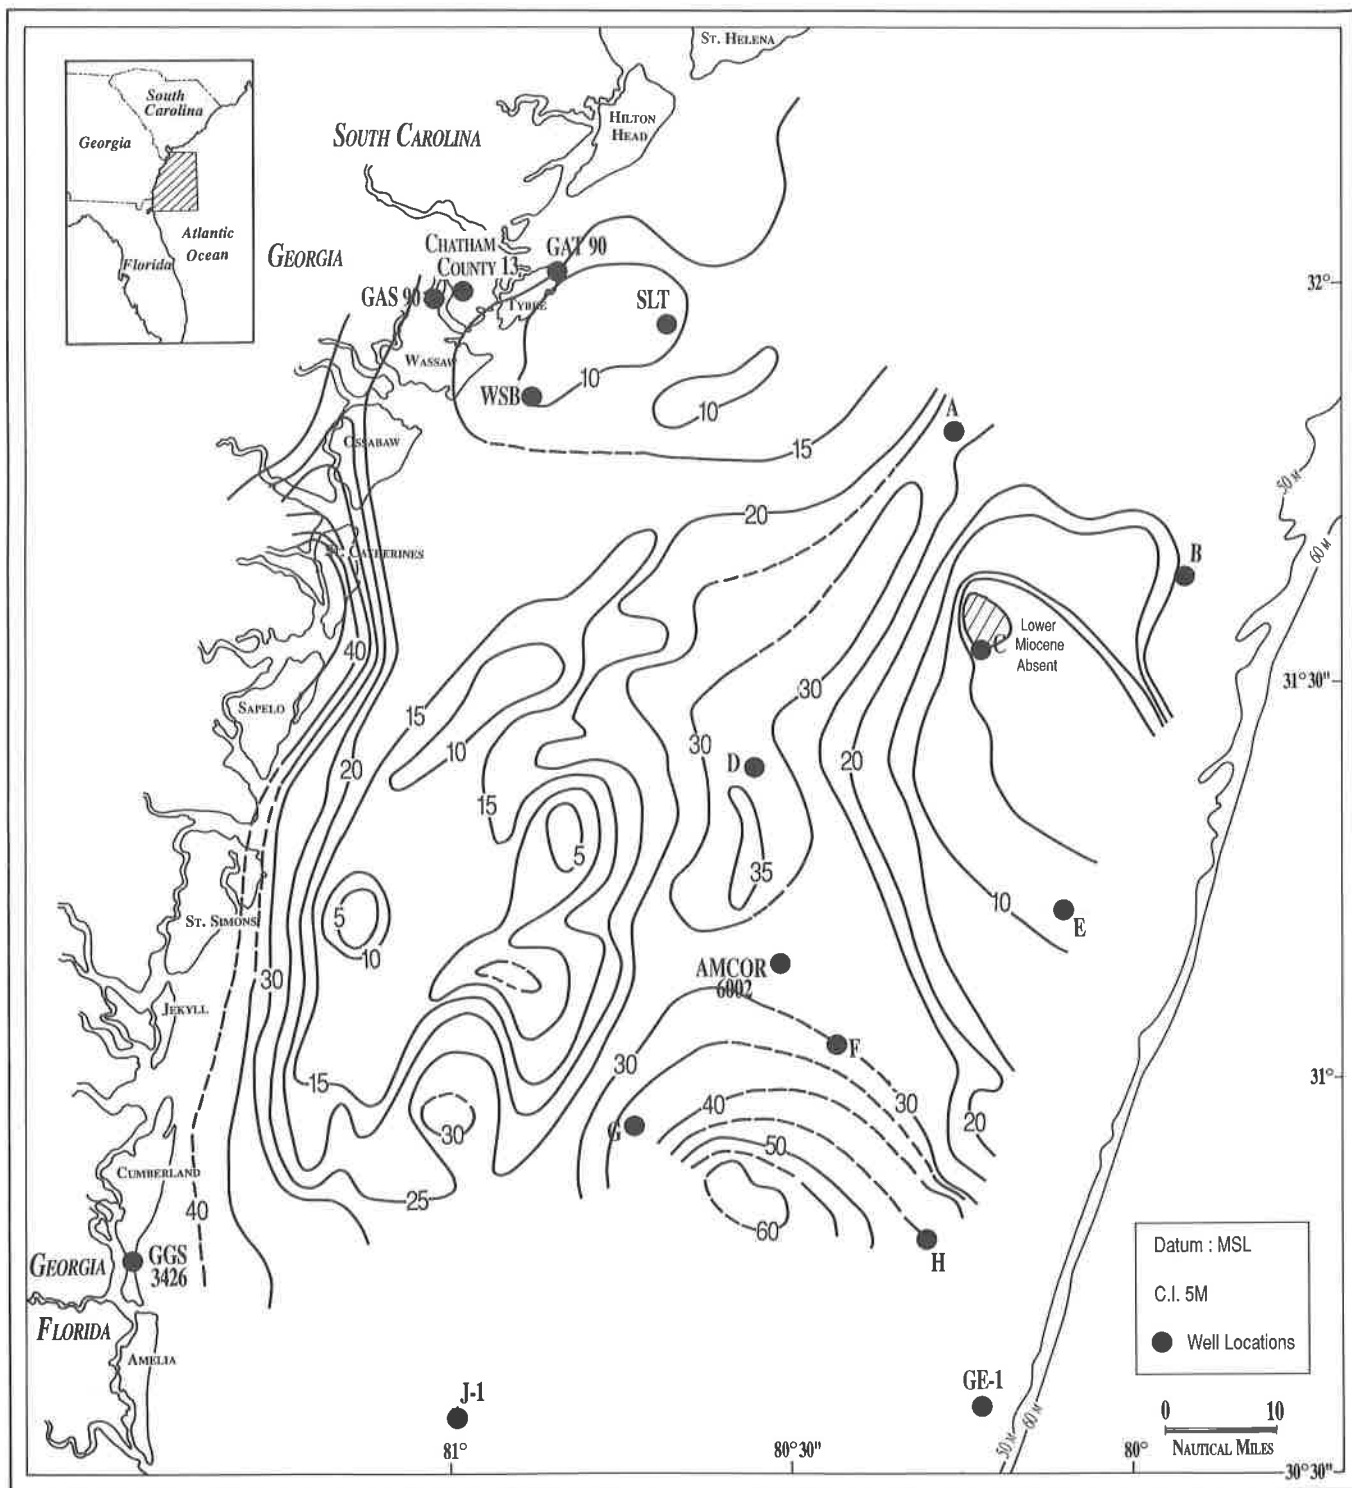 ST. HELENA
South
Carolina
Georgia
HILTON
HEAD
SOUTH CAROLINA
Atlantic
Ocean
Florida
GEORGIA
CHATHAM
COUNTY 13
GAT 90
GAS 90
TYBEE
SLT
32°
WASSAW
WSB
10
10
A
OSSABAW
15
50 M
20
60 M
ST. CATHERINES
B
C
Lower
Miocene
Absent
40
31°30"
SAPELO
15
30
10
30
20
20
D
15
5
35
5
10
ST. SIMONS
10
E
AMCOR
6002
30
JEKYLL
F
30
31°
15
40
30
20
30
G
50
CUMBERLAND
25
40
60
H
GGS
3426
GEORGIA
FLORIDA
AMELIA
Datum : MSL
C.I. 5M
Well Locations
J-1
GE-1
0 10
NAUTICAL MILES
50 M
60 M
81°
80°30"
80°
30°30"